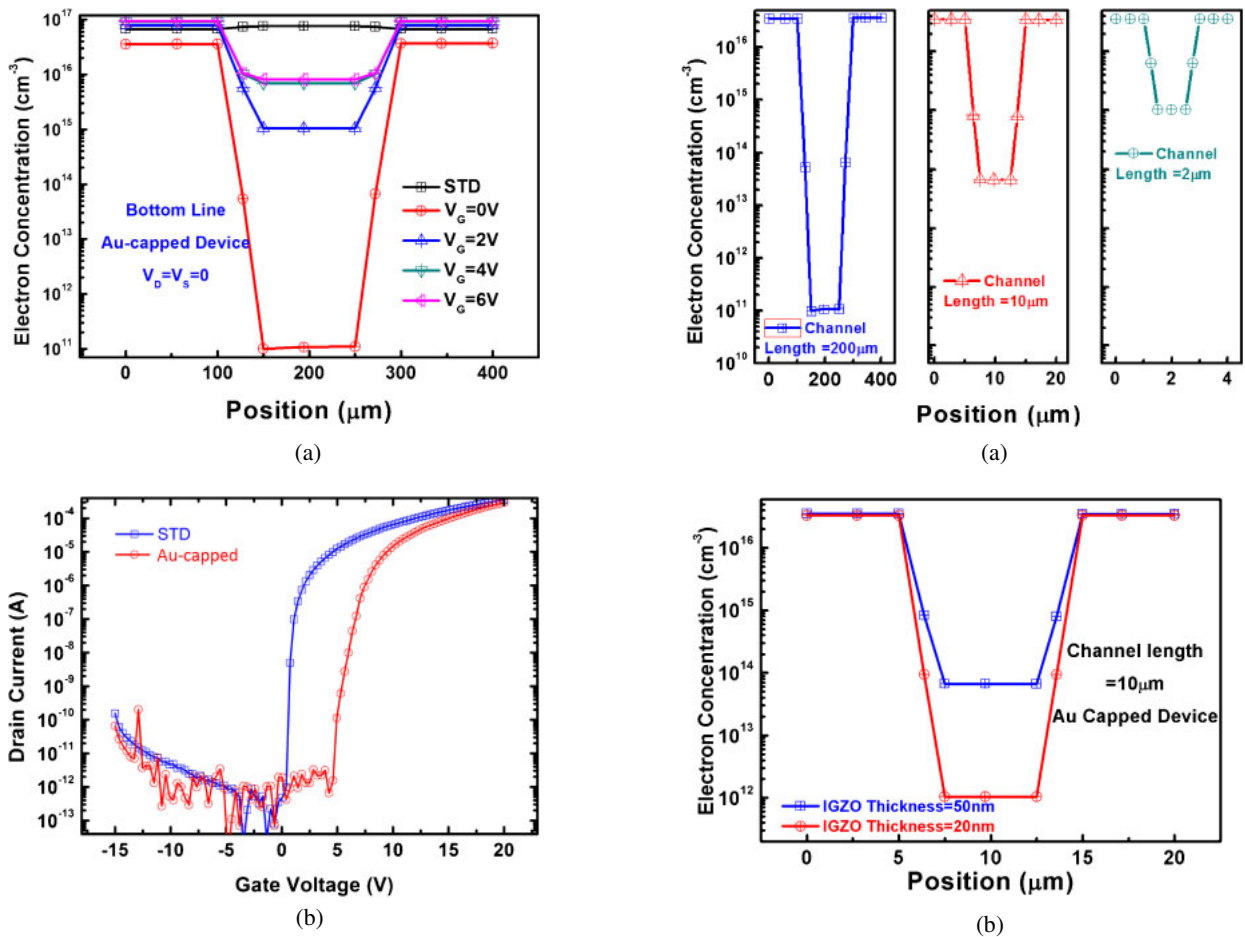 10^17
10^16
10^15
10^14
10^13
10^12
10^11
Electron Concentration (cm^-3)
Bottom Line
Au-capped Device
V_D=V_S=0
STD
V_G=0V
V_G=2V
V_G=4V
V_G=6V
0 100 200 300 400
Position (μm)
(a)
10^16
10^15
10^14
10^13
10^12
10^11
10^10
Electron Concentration (cm^-3)
Channel
Length =200μm
Channel
Length =10μm
Channel
Length =2μm
0 200 400
0 10 20
0 2 4
Position (μm)
(a)
10^-4
10^-5
10^-6
10^-7
10^-8
10^-9
10^-10
10^-11
10^-12
10^-13
Drain Current (A)
STD
Au-capped
-15 -10 -5 0 5 10 15 20
Gate Voltage (V)
(b)
10^16
10^15
10^14
10^13
10^12
Electron Concentration (cm^-3)
Channel length
=10μm
Au Capped Device
IGZO Thickness=50nm
IGZO Thickness=20nm
0 5 10 15 20
Position (μm)
(b)